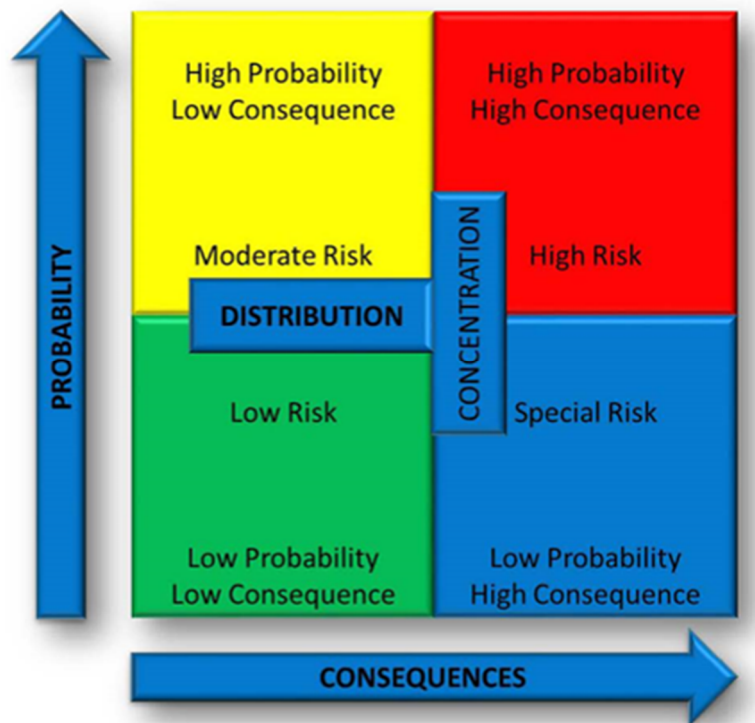 High Probability
Low Consequence
High Probability
High Consequence
Moderate Risk
High Risk
PROBABILITY
DISTRIBUTION
CONCENTRATION
Low Risk
Special Risk
Low Probability
Low Consequence
Low Probability
High Consequence
CONSEQUENCES